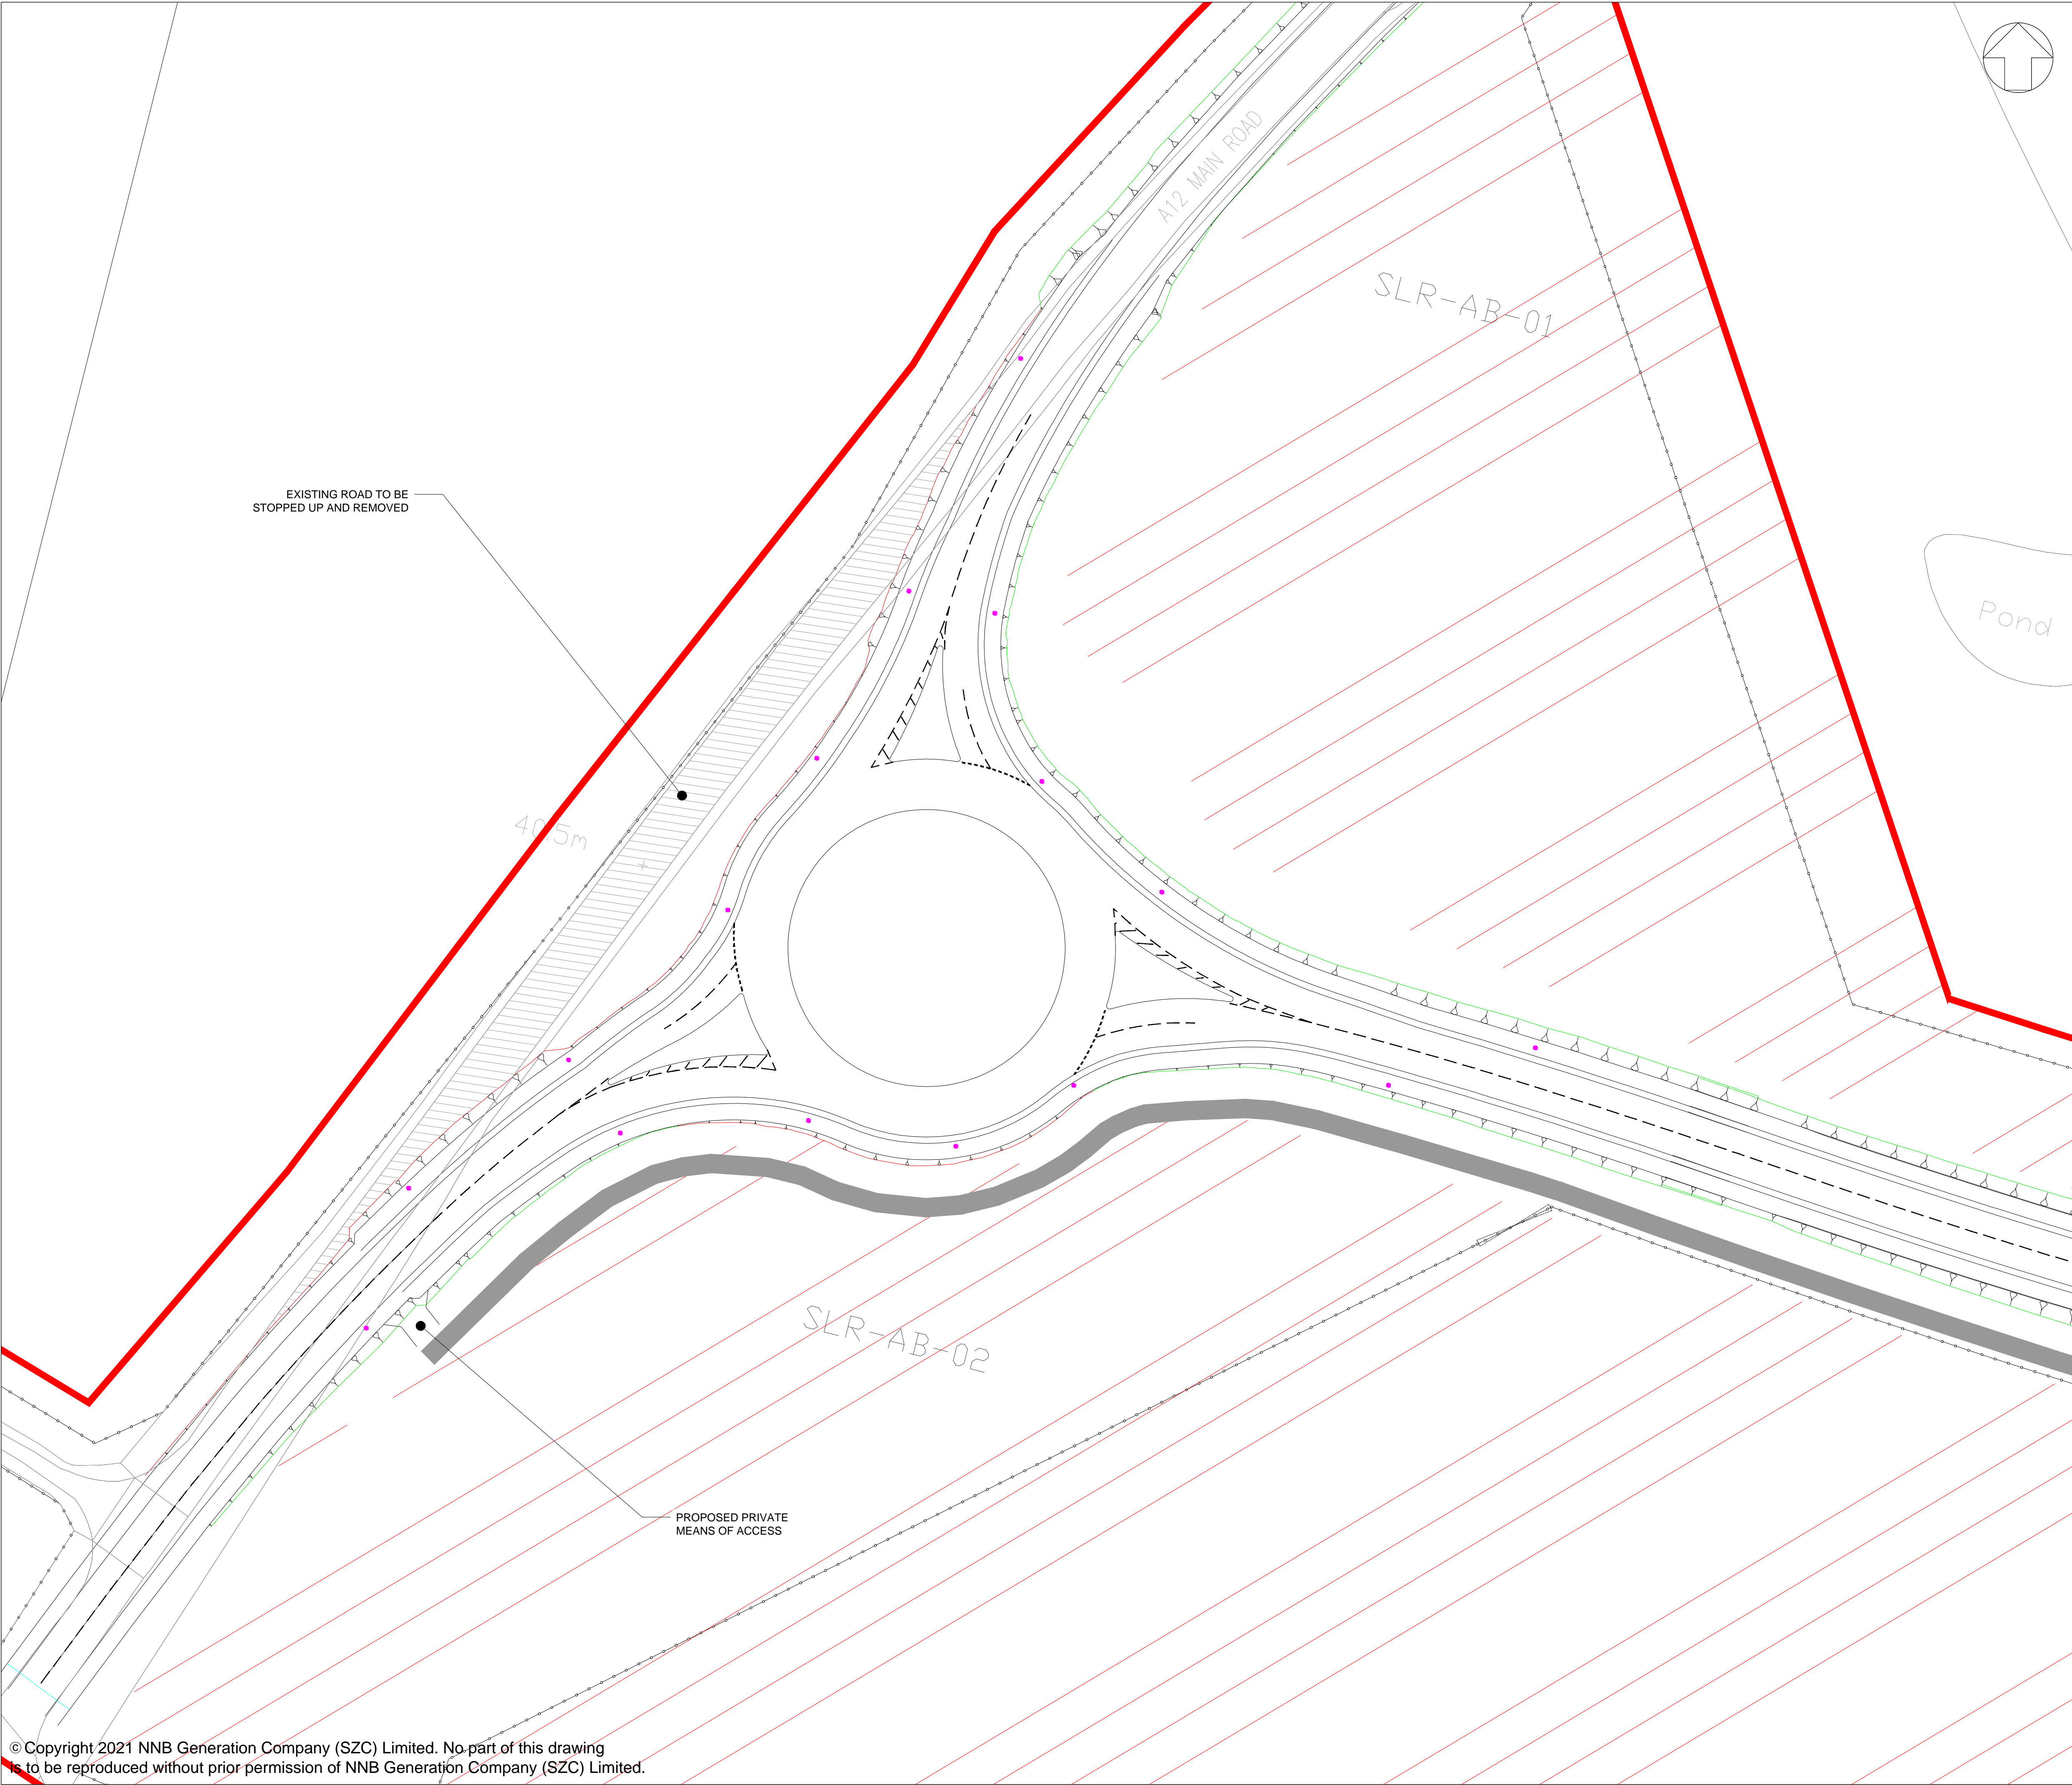 A12 MAIN ROAD
SLR-AB-01
EXISTING ROAD TO BE
STOPPED UP AND REMOVED
Pond
40.5m
SLR-AB-02
PROPOSED PRIVATE
MEANS OF ACCESS
© Copyright 2021 NNB Generation Company (SZC) Limited. No part of this drawing
is to be reproduced without prior permission of NNB Generation Company (SZC) Limited.